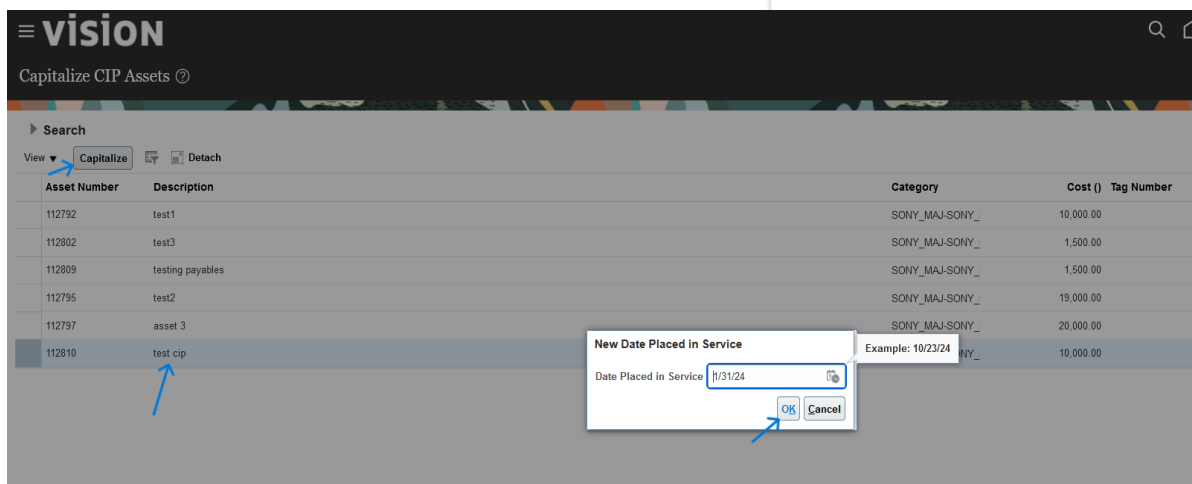 vision
Capitalize CIP Assets
Search
View Capitalize Detach
Asset Number Description Category Cost () Tag Number
112792 test1 SONY_MAJ-SONY_ 10,000.00
112802 test3 SONY_MAJ-SONY_ 1,500.00
112809 testing payables SONY_MAJ-SONY_ 1,500.00
112795 test2 SONY_MAJ-SONY_ 19,000.00
112797 asset 3 SONY_MAJ-SONY_ 20,000.00
112810 test cip NY_ 10,000.00
New Date Placed in Service
Example: 10/23/24
Date Placed in Service 1/31/24
OK Cancel